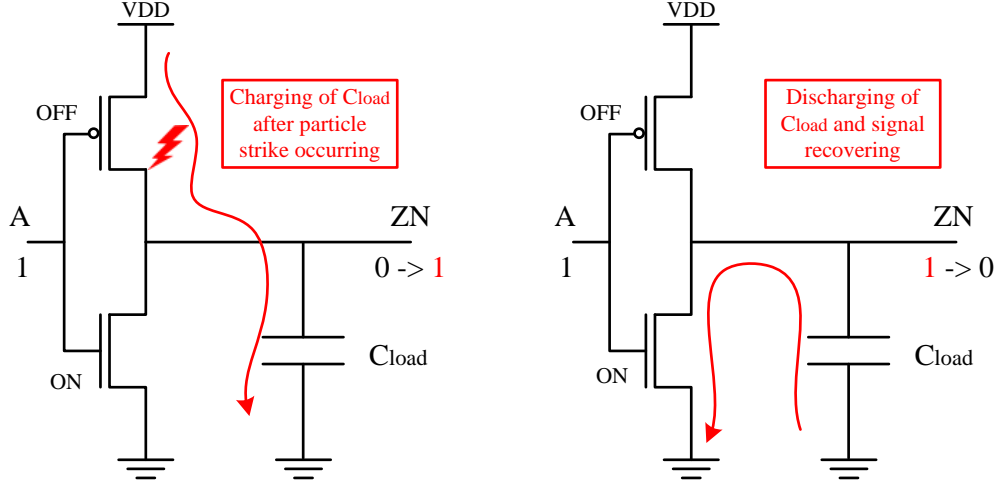 VDD
OFF
Charging of Cload
after particle
strike occurring
A
ZN
1
0 -> 1
Cload
ON
VDD
OFF
Discharging of
Cload and signal
recovering
A
ZN
1
1 -> 0
Cload
ON